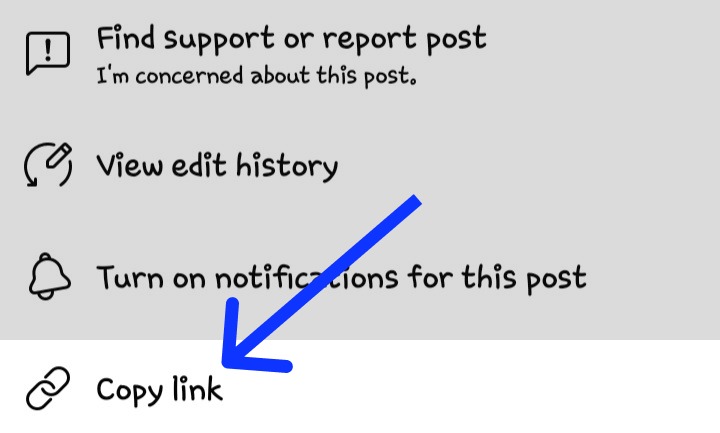 Find support or report post
I'm concerned about this post.
View edit history
Turn on notifications for this post
Copy link